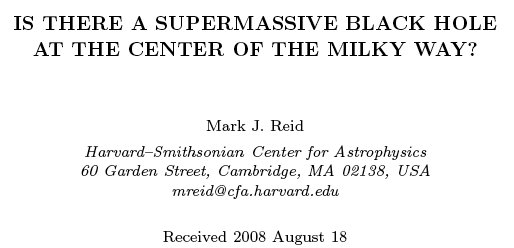 IS THERE A SUPERMASSIVE BLACK HOLE
AT THE CENTER OF THE MILKY WAY?
Mark J. Reid
Harvard–Smithsonian Center for Astrophysics
60 Garden Street, Cambridge, MA 02138, USA
mreid@cfa.harvard.edu
Received 2008 August 18